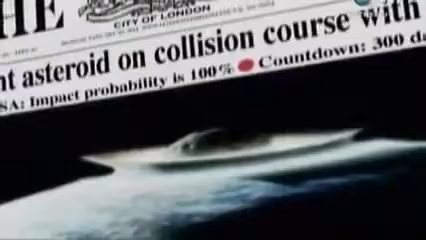 HE
CITY OF LONDON
nt asteroid on collision course with
SA: Impact probability is 100% Countdown: 300 da